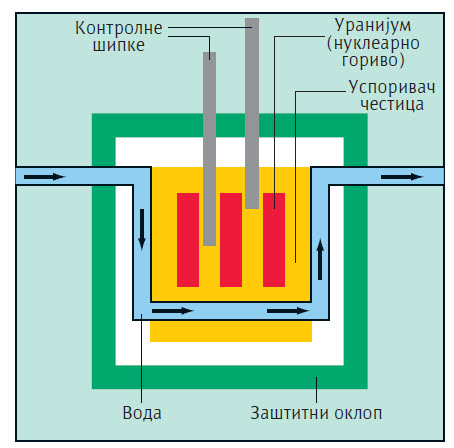 Контролне
шипке
Уранијум
(нуклеарно
гориво)
Успоривач
честица
Вода
Заштитни оклоп